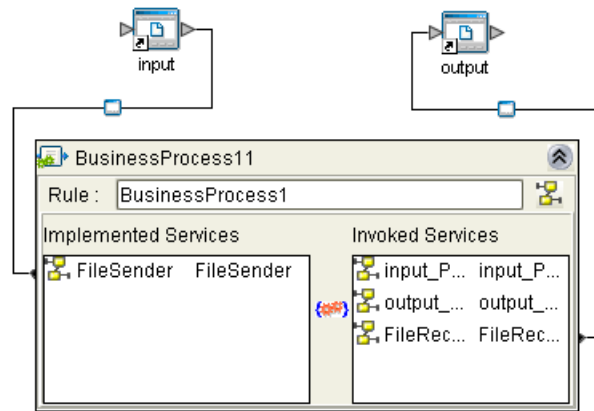 input
output
BusinessProcess11
Rule : BusinessProcess1
Implemented Services
FileSender FileSender
Invoked Services
input_P... input_P...
output_... output_...
FileRec... FileRec...